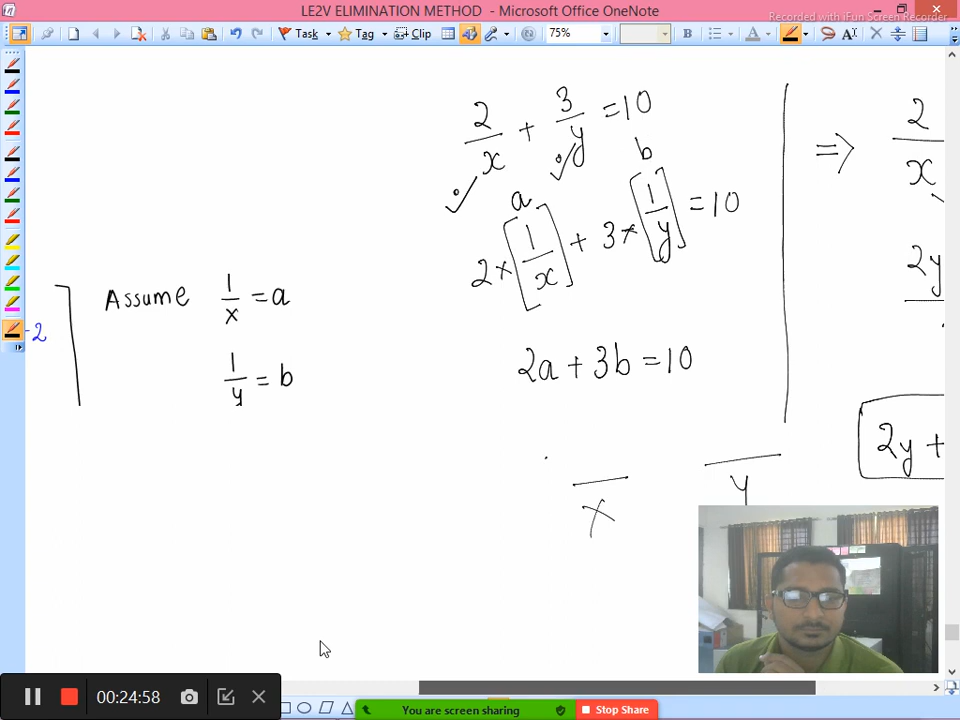 LE2V ELIMINATION METHOD - Microsoft Office OneNote
Recorded with iFun Screen Recorder
Task Tag Clip 75% B A
2/x + 3/y = 10
a b
2 × [1/x] + 3 × [1/y] = 10
Assume 1/x = a
1/y = b
2a + 3b = 10
-2
⇒ 2/x
2y
2y +
x y
00:24:58
You are screen sharing Stop Share